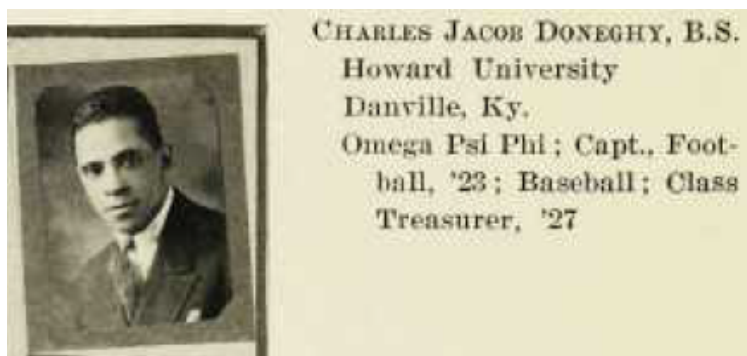 CHARLES JACOB DONEGHY, B.S.
Howard University
Danville, Ky.
Omega Psi Phi; Capt., Foot-
ball, '23; Baseball; Class
Treasurer, '27